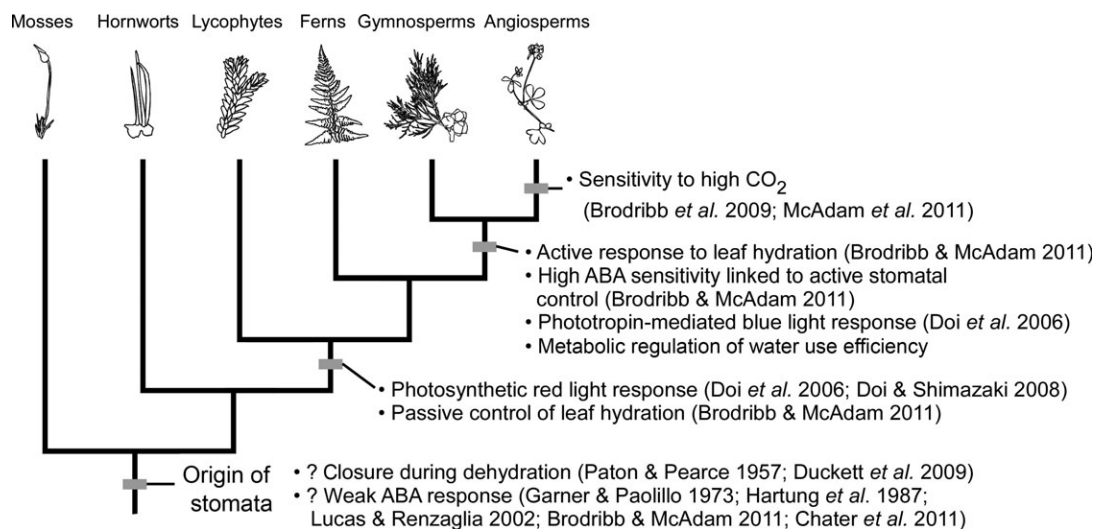 Mosses Hornworts Lycophytes Ferns Gymnosperms Angiosperms
• Sensitivity to high CO2
(Brodribb et al. 2009; McAdam et al. 2011)
• Active response to leaf hydration (Brodribb & McAdam 2011)
• High ABA sensitivity linked to active stomatal
control (Brodribb & McAdam 2011)
• Phototropin-mediated blue light response (Doi et al. 2006)
• Metabolic regulation of water use efficiency
• Photosynthetic red light response (Doi et al. 2006; Doi & Shimazaki 2008)
• Passive control of leaf hydration (Brodribb & McAdam 2011)
Origin of
stomata
• ? Closure during dehydration (Paton & Pearce 1957; Duckett et al. 2009)
• ? Weak ABA response (Garner & Paolillo 1973; Hartung et al. 1987;
Lucas & Renzaglia 2002; Brodribb & McAdam 2011; Chater et al. 2011)